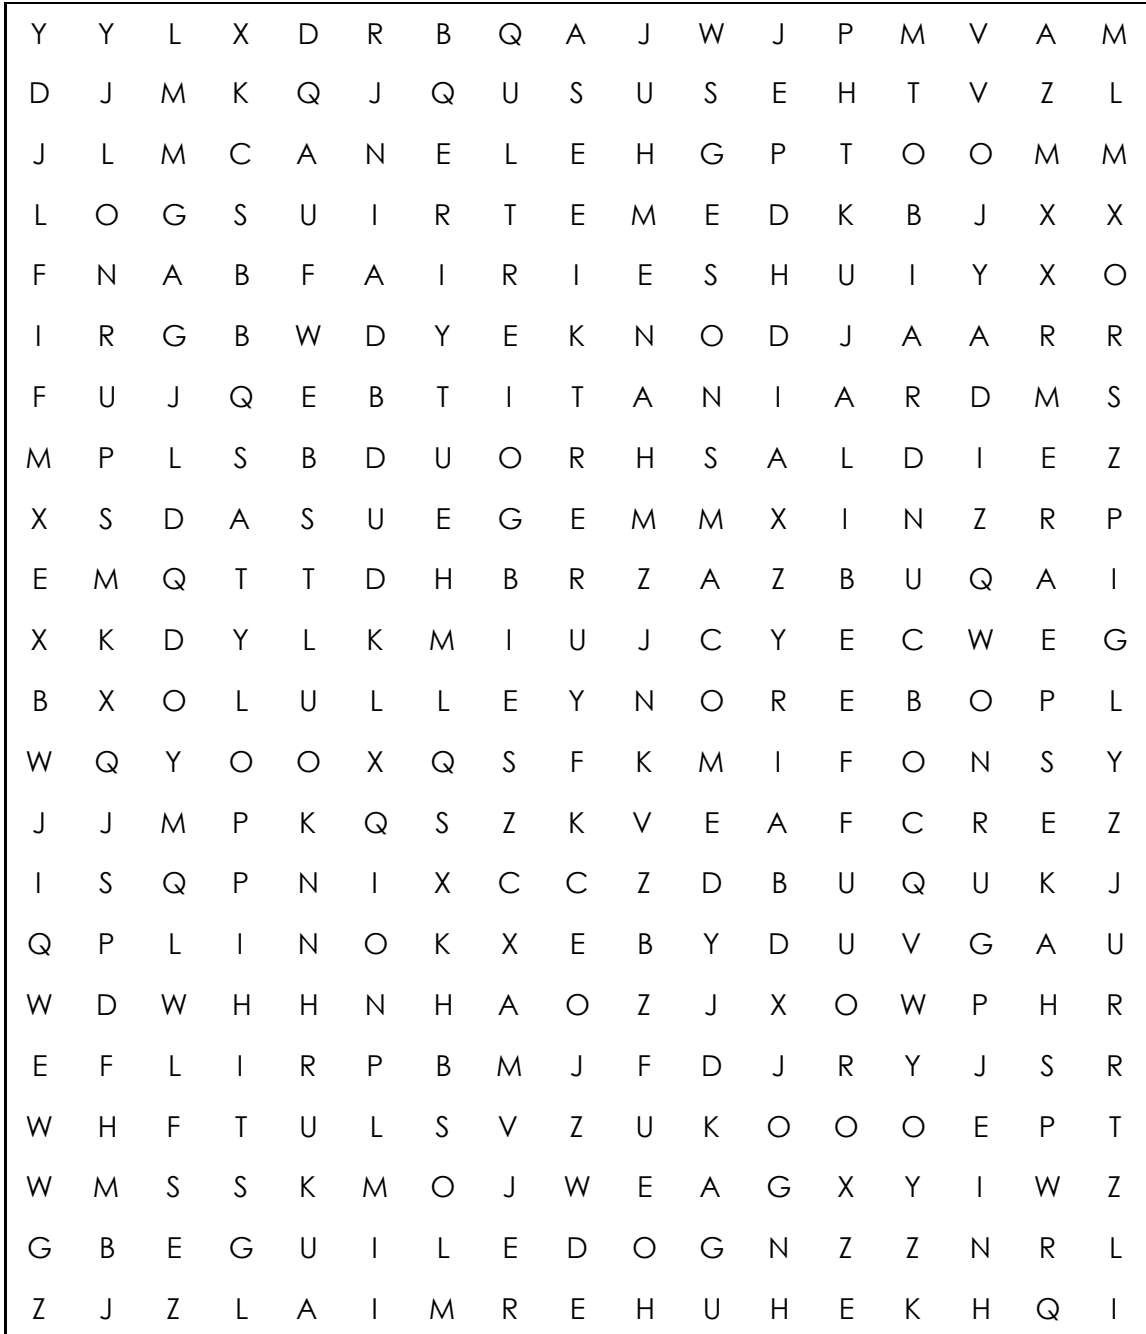 Y Y L X D R B Q A J W J P M V A M
D J M K Q J Q U S U S E H T V Z L
J L M C A N E L E H G P T O O M M
L O G S U I R T E M E D K B J X X
F N A B F A I R I E S H U I Y X O
I R G B W D Y E K N O D J A A R R
F U J Q E B T I T A N I A R D M S
M P L S B D U O R H S A L D I E Z
X S D A S U E G E M M X I N Z R P
E M Q T T D H B R Z A Z B U Q A I
X K D Y L K M I U J C Y E C W E G
B X O L U L L E Y N O R E B O P L
W Q Y O O X Q S F K M I F O N S Y
J J M P K Q S Z K V E A F C R E Z
I S Q P N I X C C Z D B U Q U K J
Q P L I N O K X E B Y D U V G A U
W D W H H N H A O Z J X O W P H R
E F L I R P B M J F D J R Y J S R
W H F T U L S V Z U K O O O E P T
W M S S K M O J W E A G X Y I W Z
G B E G U I L E D O G N Z Z N R L
Z J Z L A I M R E H U H E K H Q I